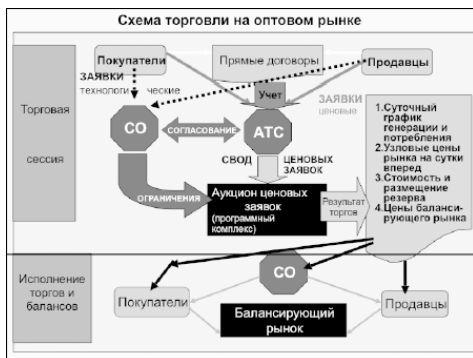 Схема торговли на оптовом рынке
Покупатели
Прямые договоры
Продавцы
ЗАЯВКИ
технологи ческие
Учет
ЗАЯВКИ
ценовые
Торговая
сессия
СО
СОГЛАСОВАНИЕ
АТС
СВОД ЦЕНОВЫХ
ЗАЯВОК
ОГРАНИЧЕНИЯ
Аукцион ценовых
заявок
(программный
комплекс)
Результат
торгов
1.Суточный
график
генерации и
потребления
2.Узловые цены
рынка на сутки
вперед
3.Стоимость и
размещение
резерва
4.Цены баланси-
рующего рынка
Исполнение
торгов и
балансов
СО
Покупатели
Продавцы
Балансирующий
рынок